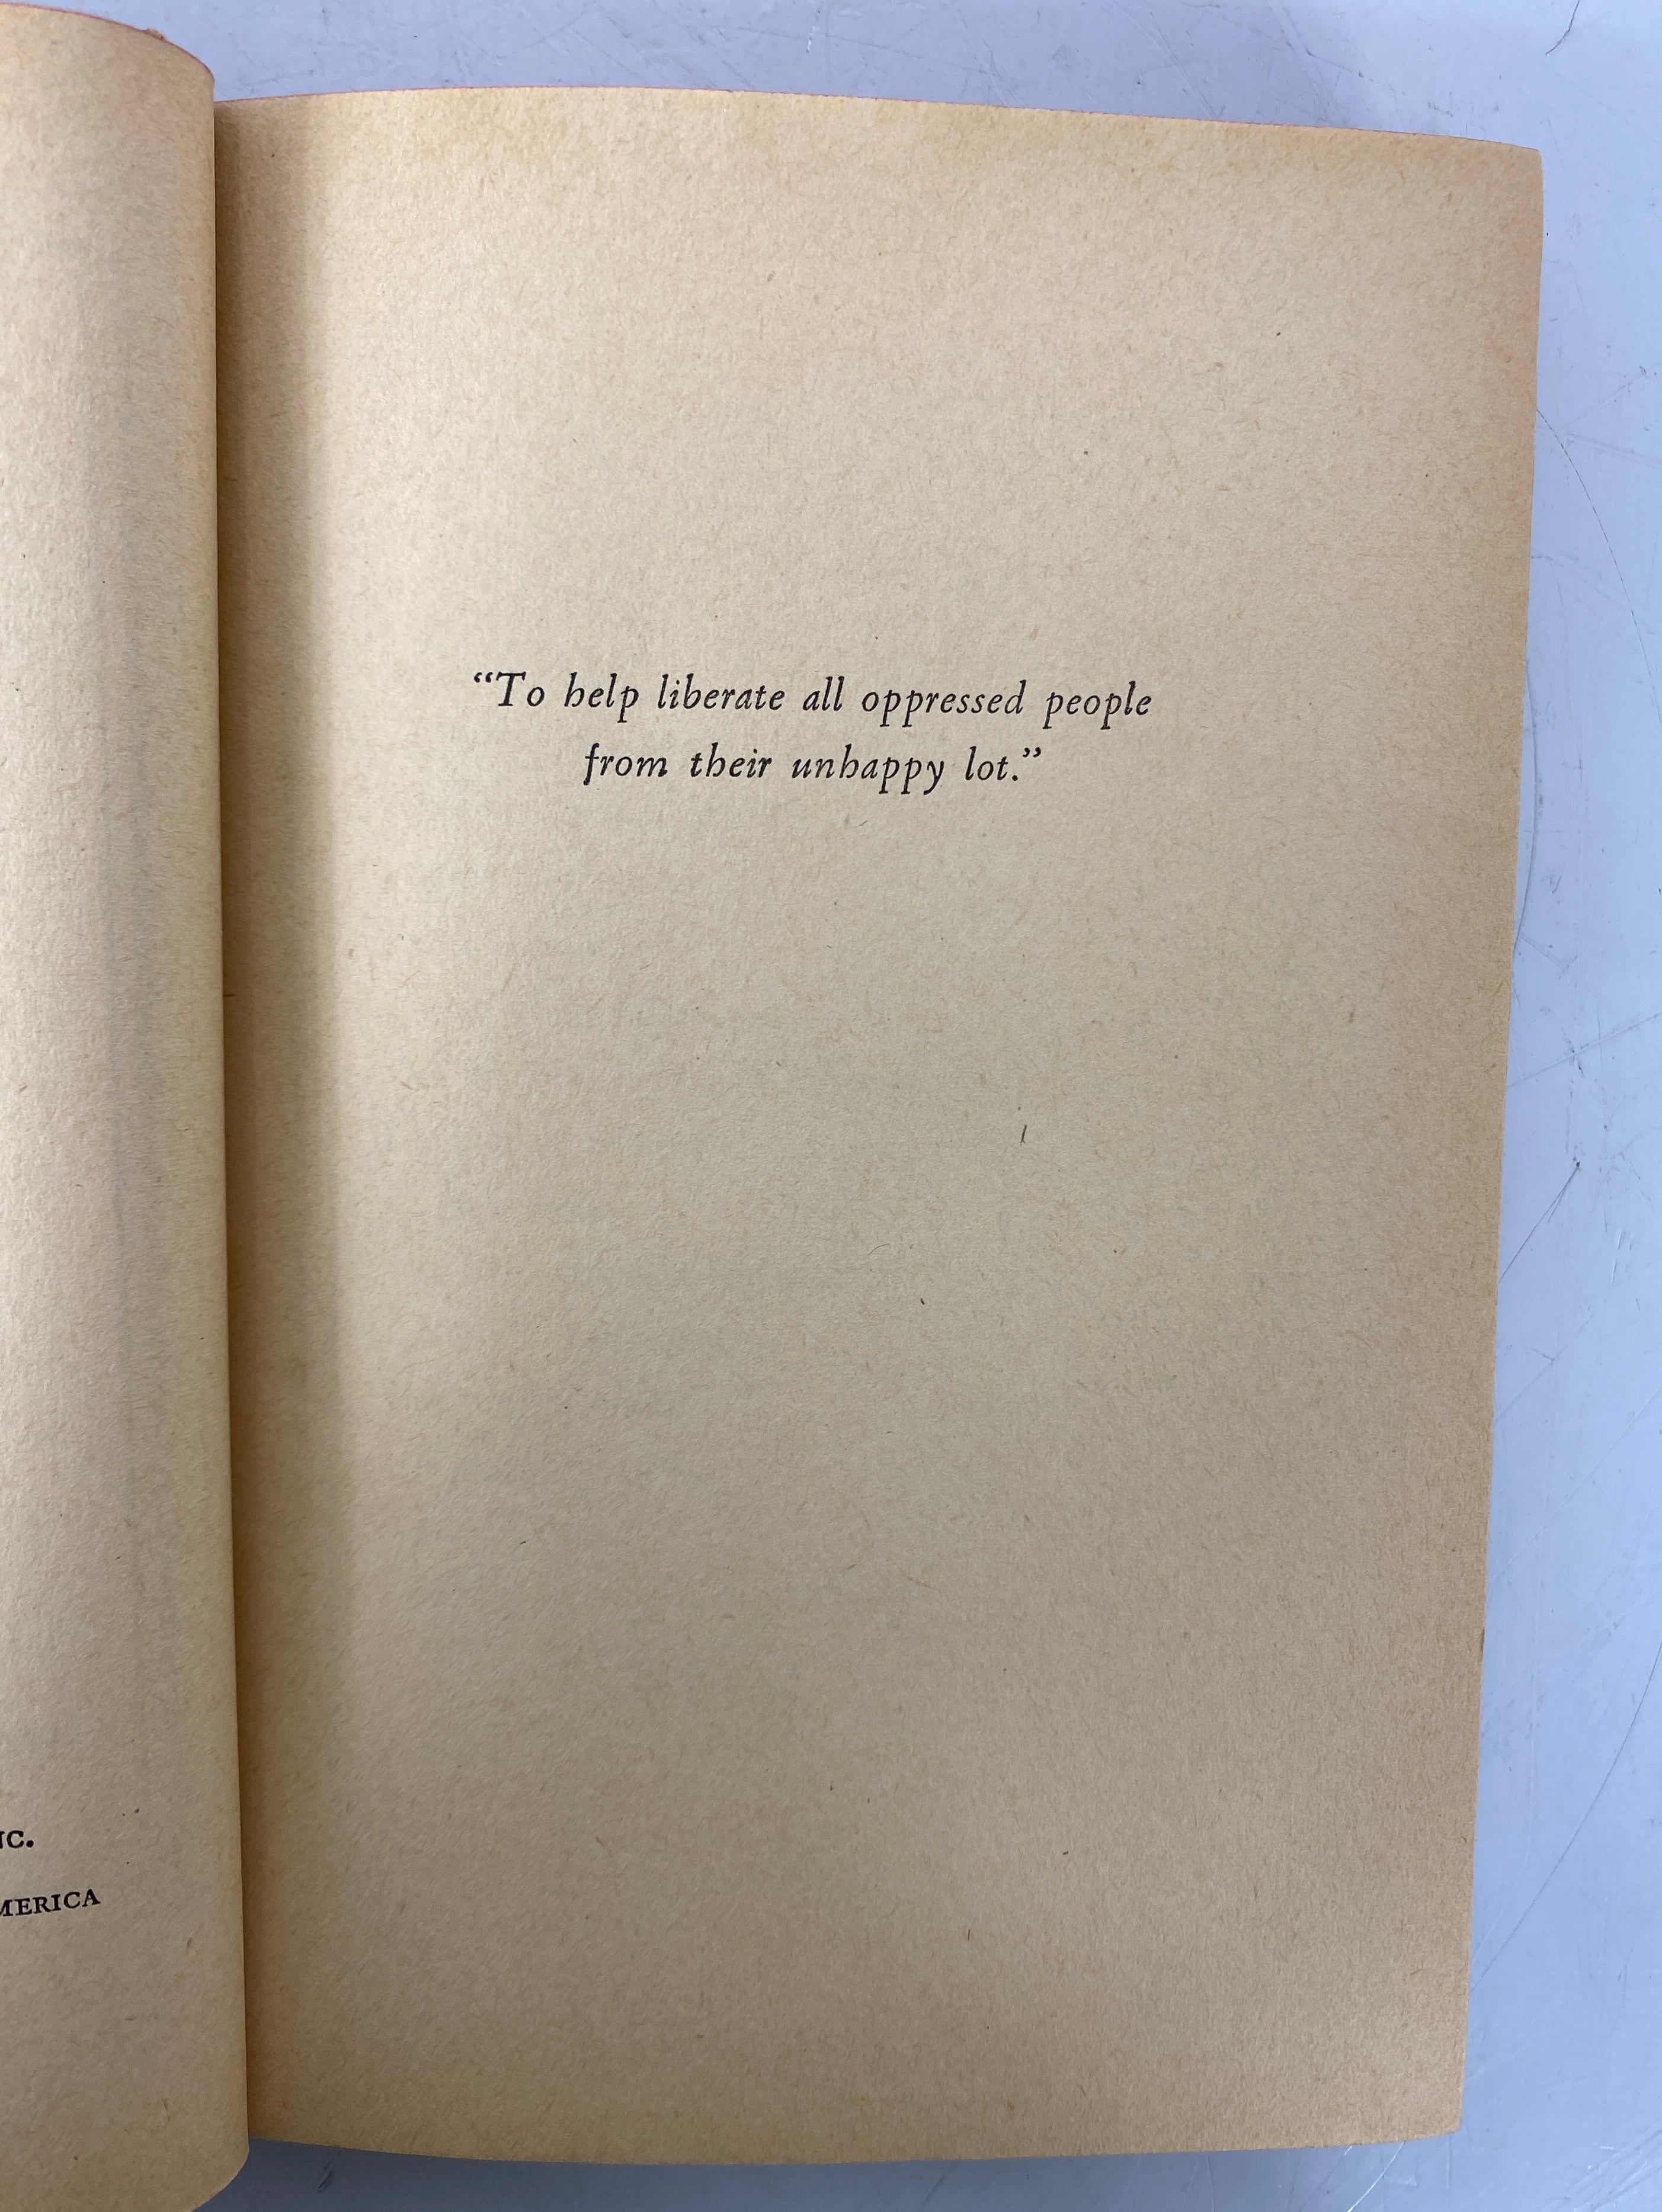 “To help liberate all oppressed people
from their unhappy lot.”
NC.
MERICA